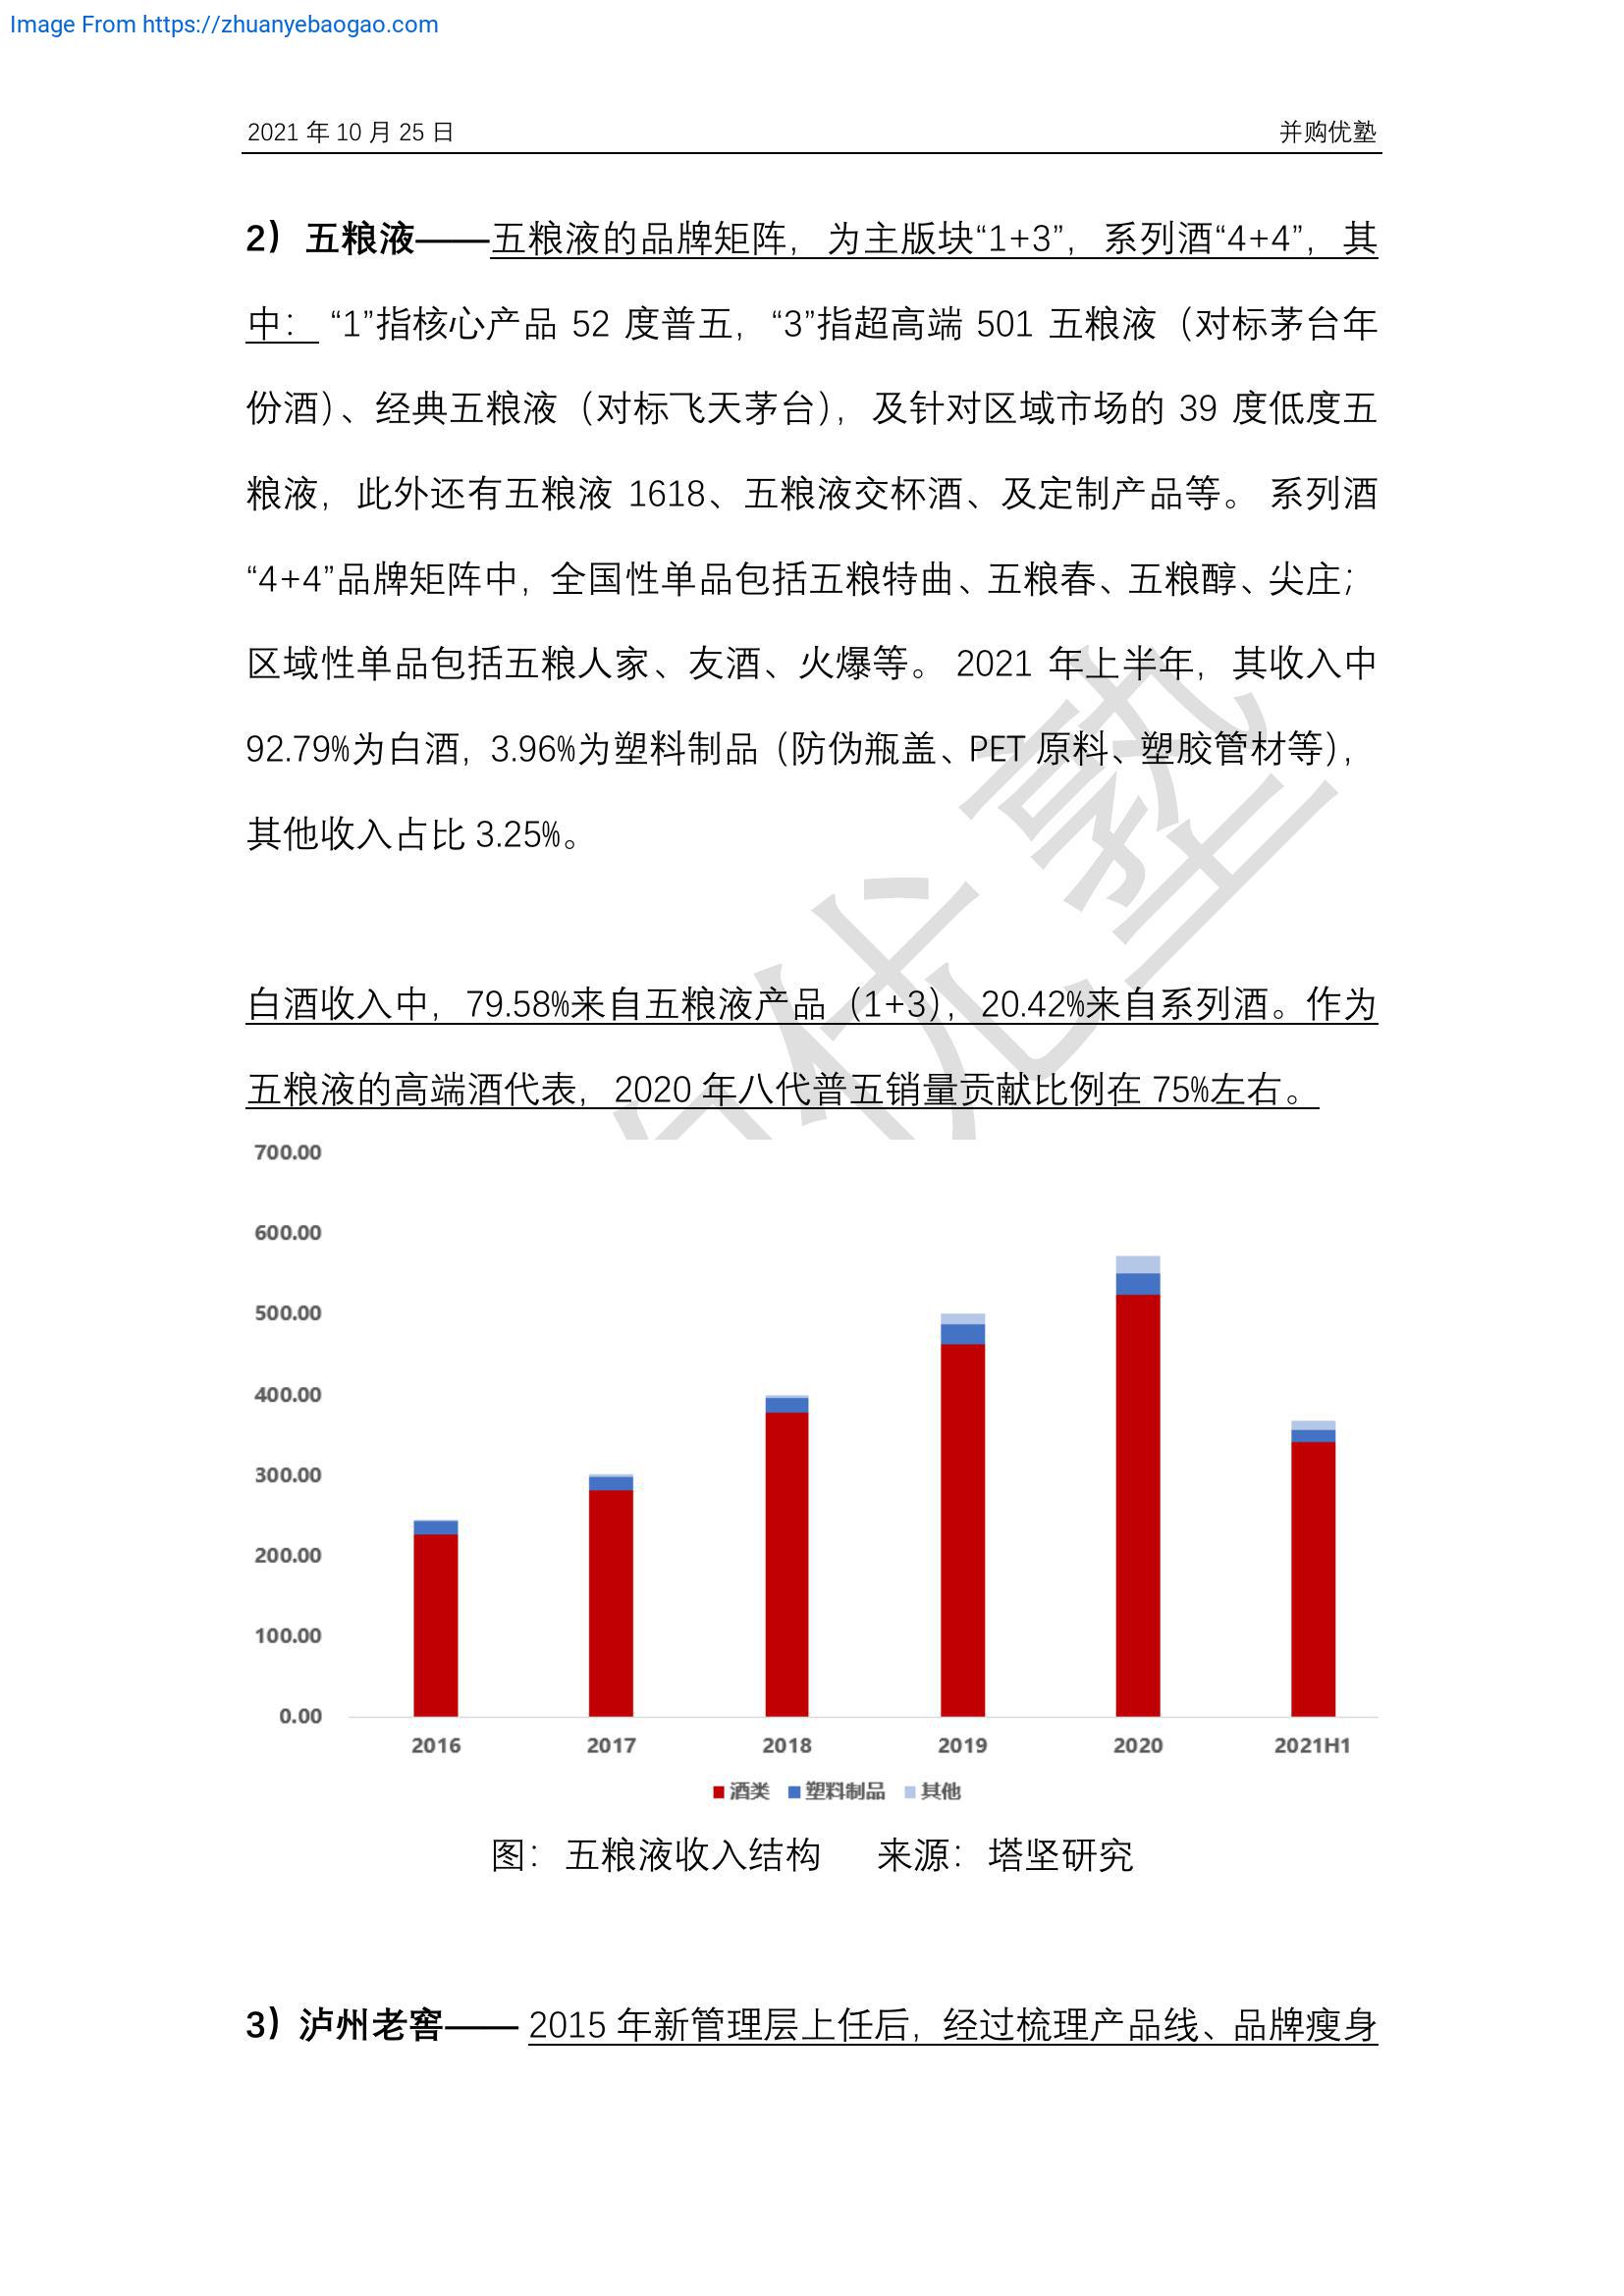 Image From https://zhuanyebaogao.com
2021 年 10 月 25 日 并购优塾
2）五粮液——五粮液的品牌矩阵，为主版块“1+3”，系列酒“4+4”，其
中： “1”指核心产品 52 度普五，“3”指超高端 501 五粮液（对标茅台年
份酒）、经典五粮液（对标飞天茅台），及针对区域市场的 39 度低度五
粮液，此外还有五粮液 1618、五粮液交杯酒、及定制产品等。 系列酒
“4+4”品牌矩阵中，全国性单品包括五粮特曲、五粮春、五粮醇、尖庄；
区域性单品包括五粮人家、友酒、火爆等。 2021 年上半年，其收入中
92.79%为白酒，3.96%为塑料制品（防伪瓶盖、PET 原料、塑胶管材等），
其他收入占比 3.25%。
白酒收入中，79.58%来自五粮液产品（1+3），20.42%来自系列酒。作为
五粮液的高端酒代表，2020 年八代普五销量贡献比例在 75%左右。
优塾
700.00
600.00
500.00
400.00
300.00
200.00
100.00
0.00
2016 2017 2018 2019 2020 2021H1
酒类 塑料制品 其他
图：五粮液收入结构 来源：塔坚研究
3）泸州老窖—— 2015 年新管理层上任后，经过梳理产品线、品牌瘦身